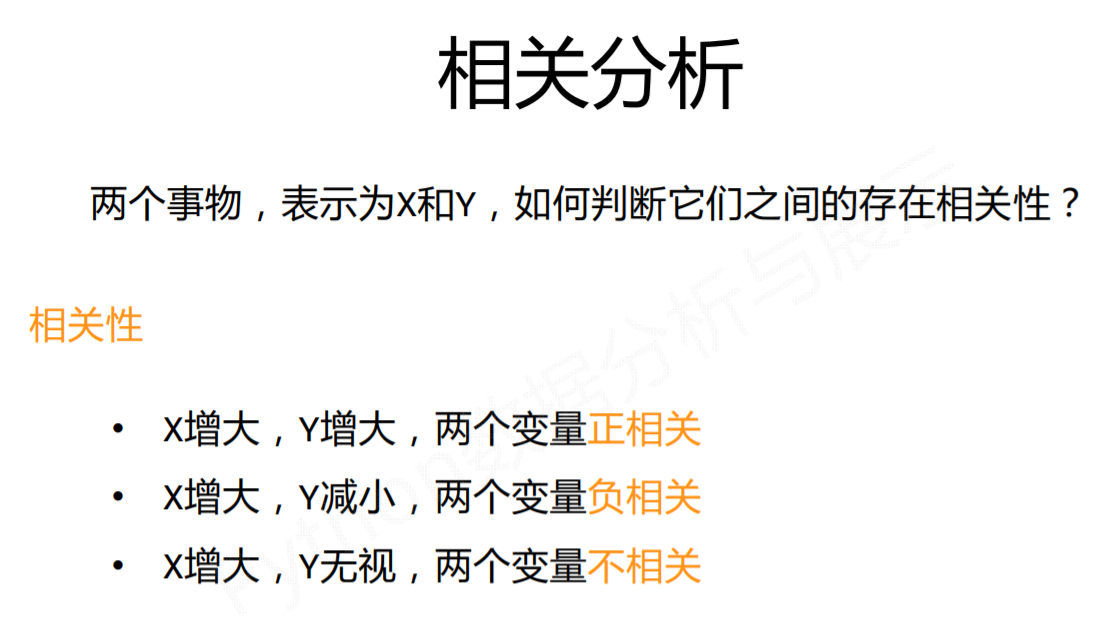 相关分析
两个事物，表示为X和Y，如何判断它们之间的存在相关性？
相关性
• X增大，Y增大，两个变量正相关
• X增大，Y减小，两个变量负相关
• X增大，Y无视，两个变量不相关
Python数据分析与展示